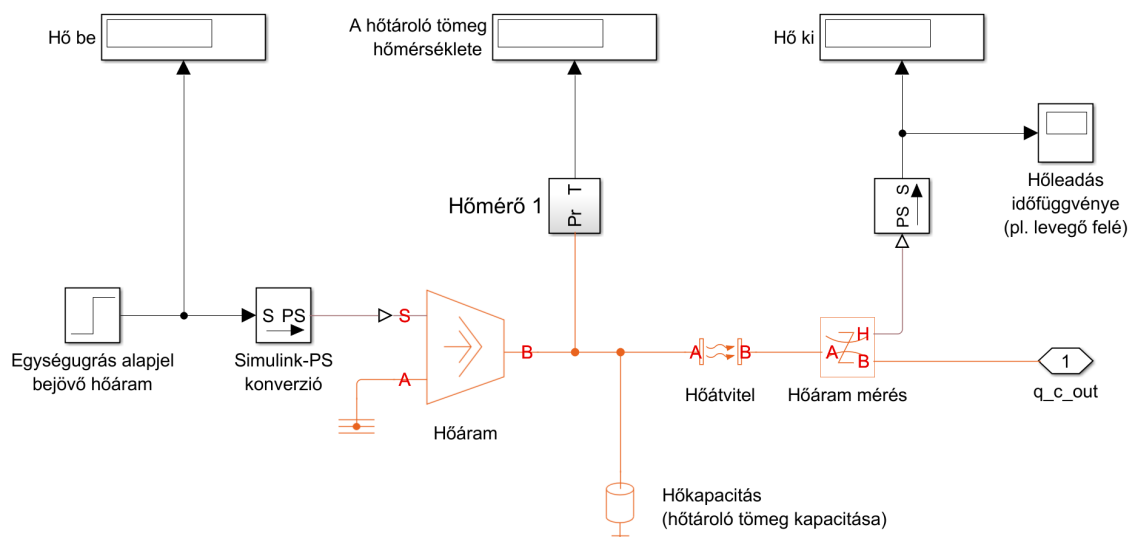 Hő be
A hőtároló tömeg
hőmérséklete
Hő ki
Hőleadás
időfüggvénye
(pl. levegő felé)
Hőmérő 1
Pr T
PS S
S PS
S
A
B
A
B
A
H
B
1
Egységugrás alapjel
bejövő hőáram
Simulink-PS
konverzió
Hőáram
Hőátvitel
Hőáram mérés
q_c_out
Hőkapacitás
(hőtároló tömeg kapacitása)